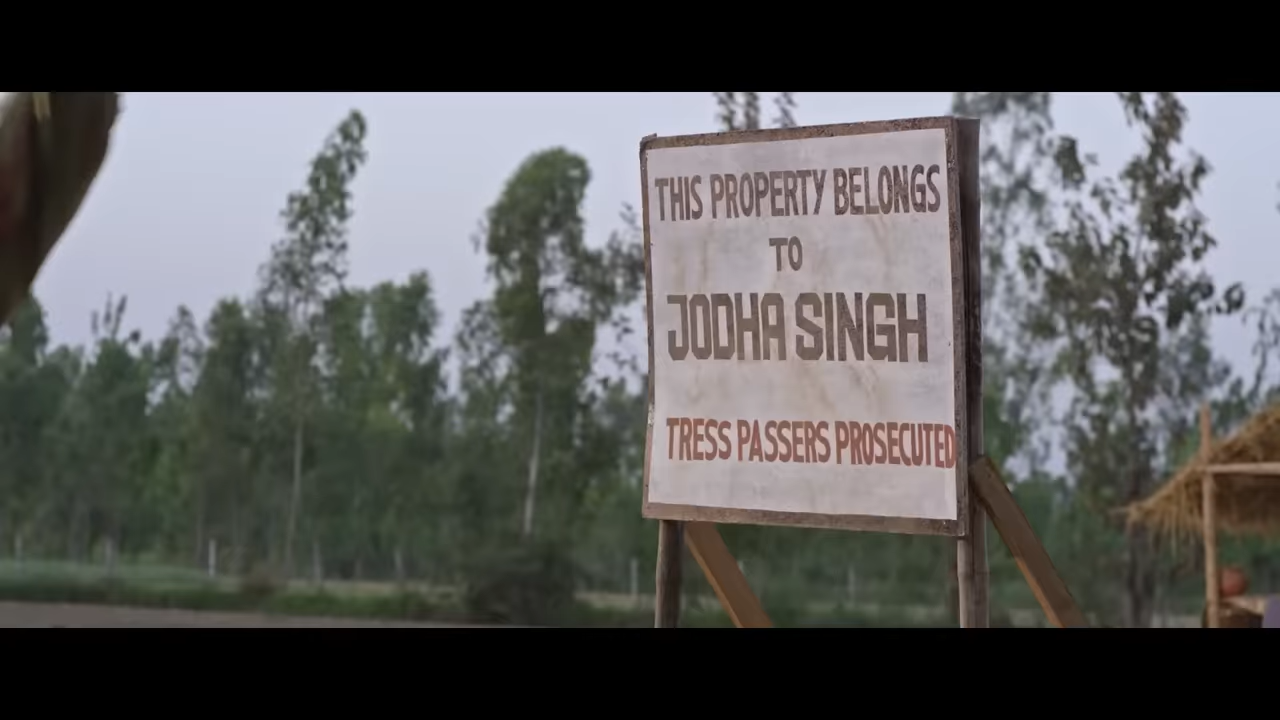 THIS PROPERTY BELONGS
TO
JODHA SINGH
TRESS PASSERS PROSECUTED